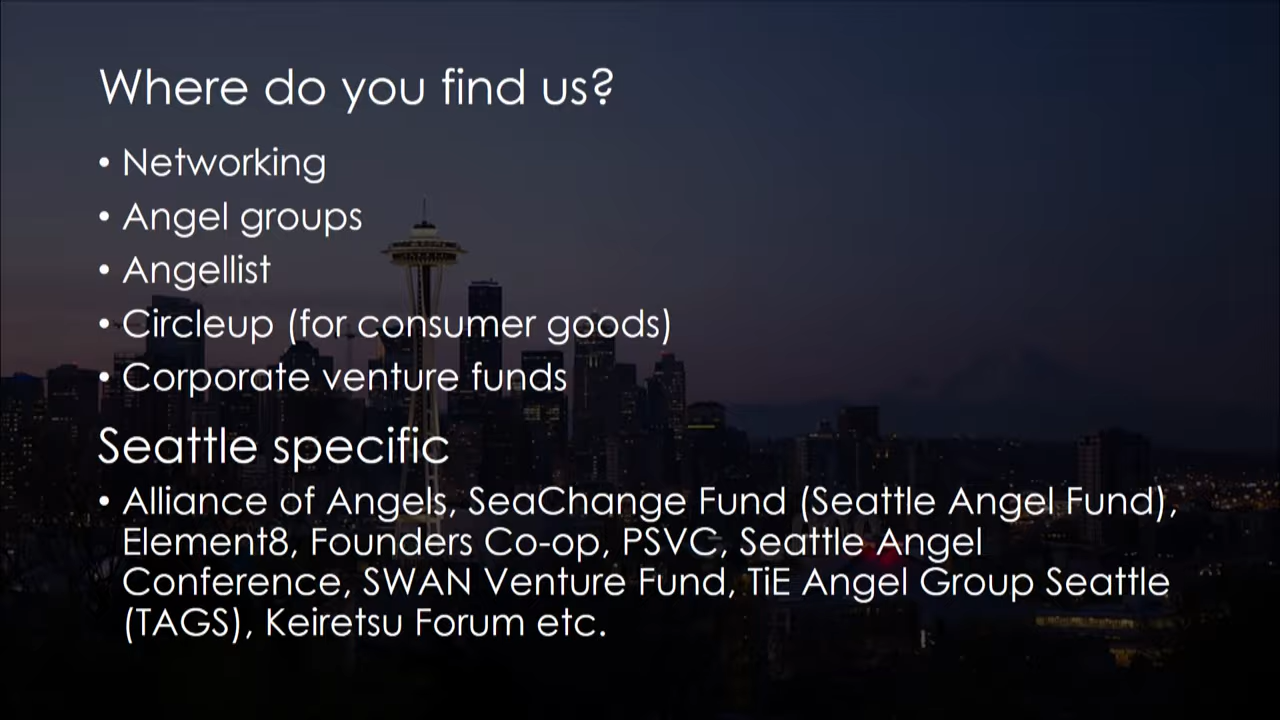 Where do you find us?
• Networking
• Angel groups
• Angellist
• Circleup (for consumer goods)
• Corporate venture funds
Seattle specific
• Alliance of Angels, SeaChange Fund (Seattle Angel Fund),
Element8, Founders Co-op, PSVC, Seattle Angel
Conference, SWAN Venture Fund, TiE Angel Group Seattle
(TAGS), Keiretsu Forum etc.